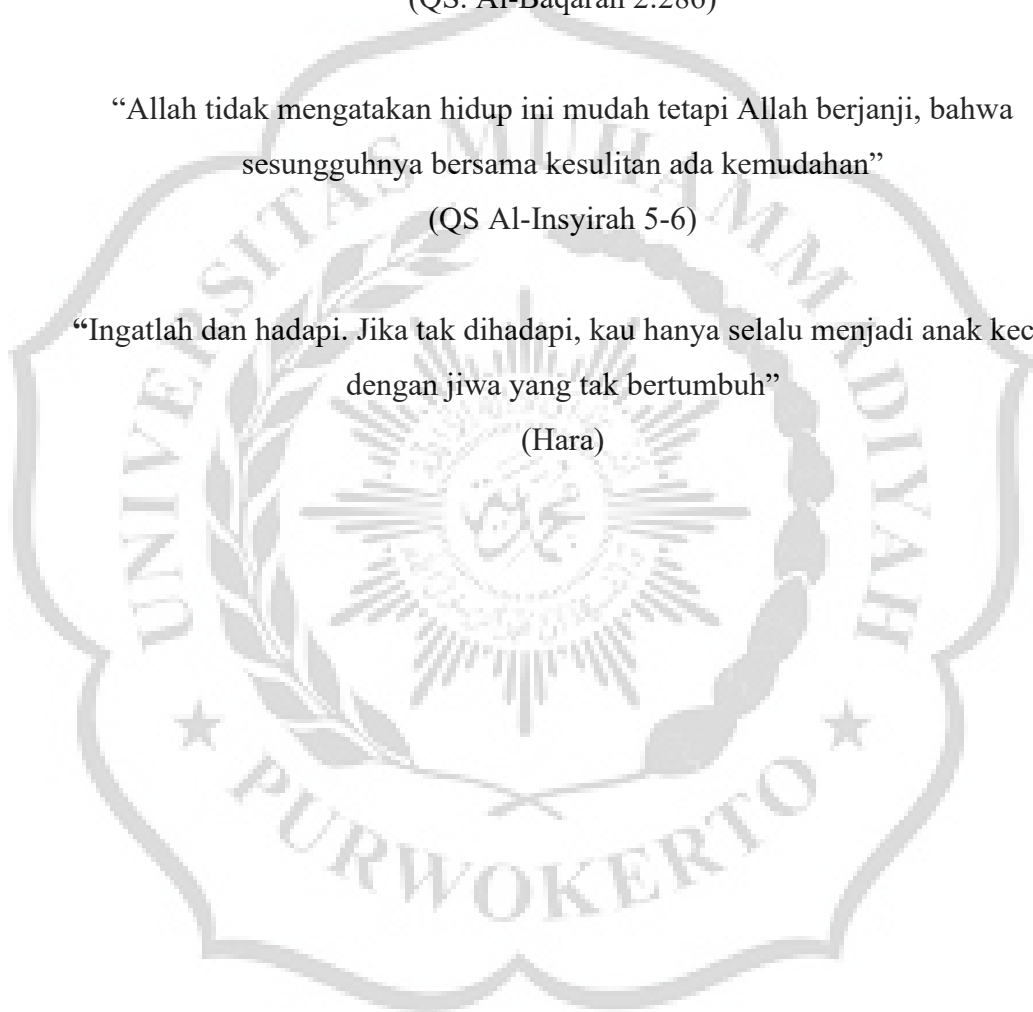 (QS. Al-Baqarah 2:286)
“Allah tidak mengatakan hidup ini mudah tetapi Allah berjanji, bahwa
sesungguhnya bersama kesulitan ada kemudahan”
(QS Al-Insyirah 5-6)
“Ingatlah dan hadapi. Jika tak dihadapi, kau hanya selalu menjadi anak kec
dengan jiwa yang tak bertumbuh”
(Hara)
UNIVERSITAS MUHAMMADIYAH
PURWOKERTO